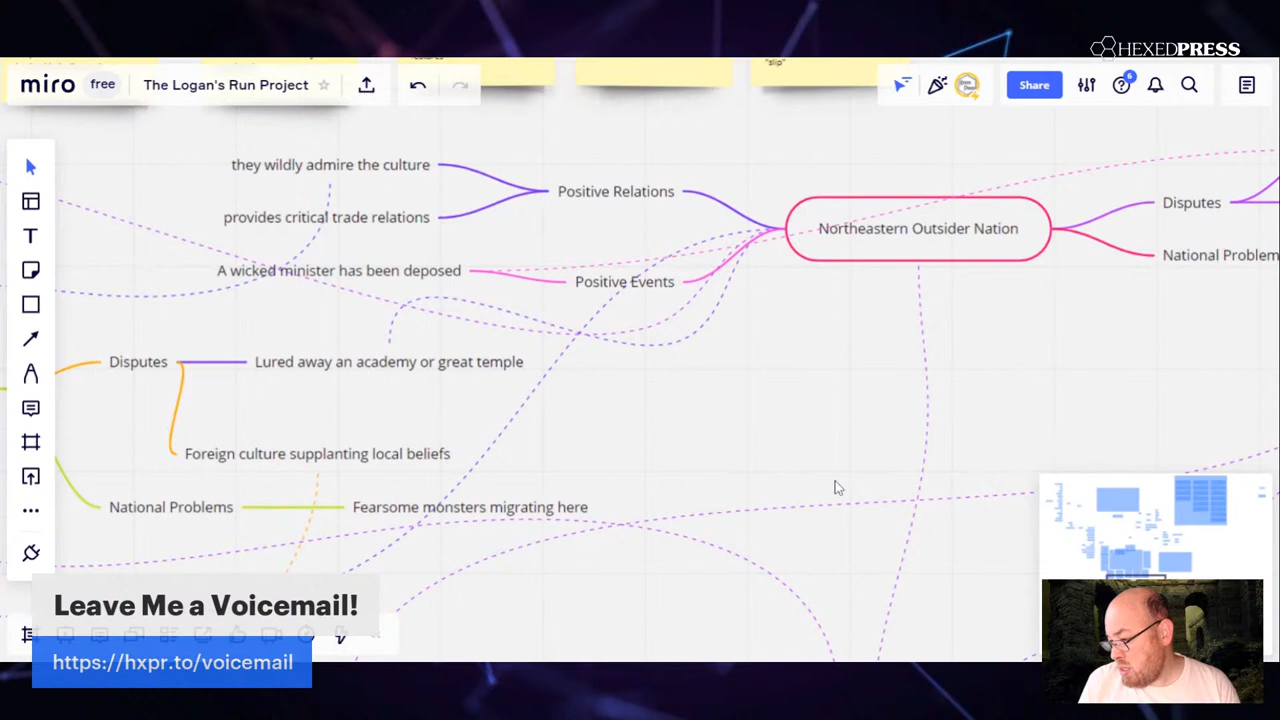 HEXEDPRESS
"slip"
miro free The Logan's Run Project
Share
6
they wildly admire the culture
Positive Relations
provides critical trade relations
Northeastern Outsider Nation
Disputes
A wicked minister has been deposed
Positive Events
National Problem
Disputes
Lured away an academy or great temple
Foreign culture supplanting local beliefs
National Problems
Fearsome monsters migrating here
Leave Me a Voicemail!
https://hxpr.to/voicemail